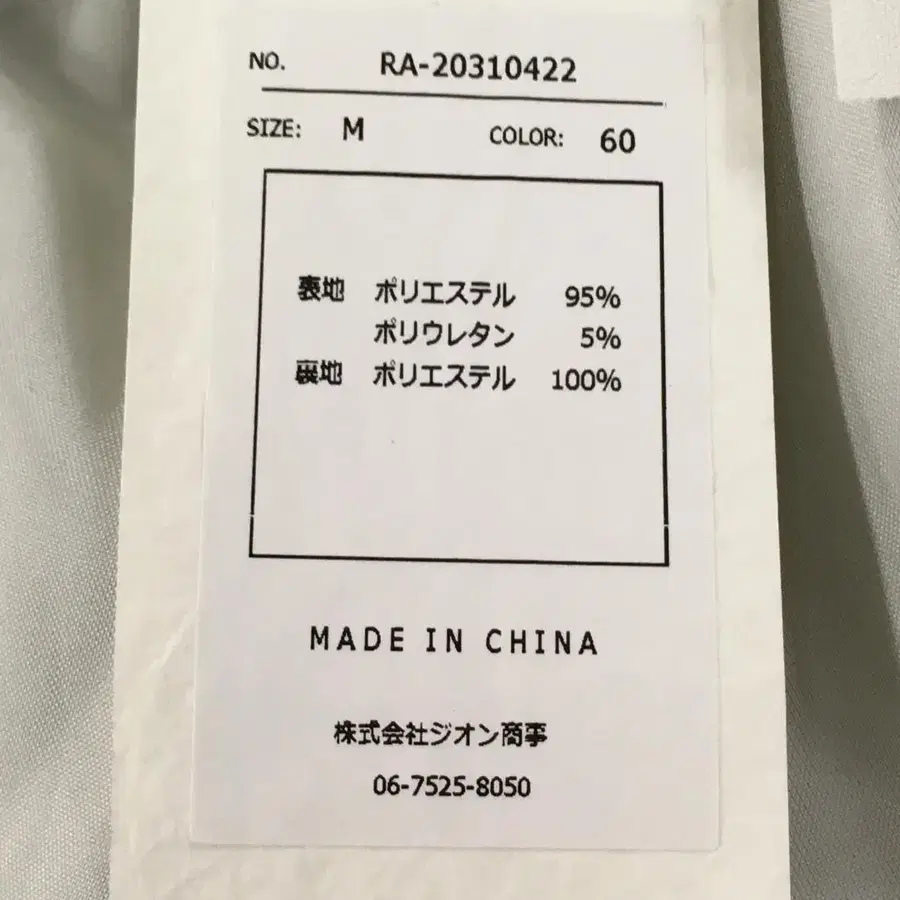 NO. RA-20310422
SIZE: M COLOR: 60
表地 ポリエステル 95%
ポリウレタン 5%
裏地 ポリエステル 100%
MADE IN CHINA
株式会社ジオン商事
06-7525-8050